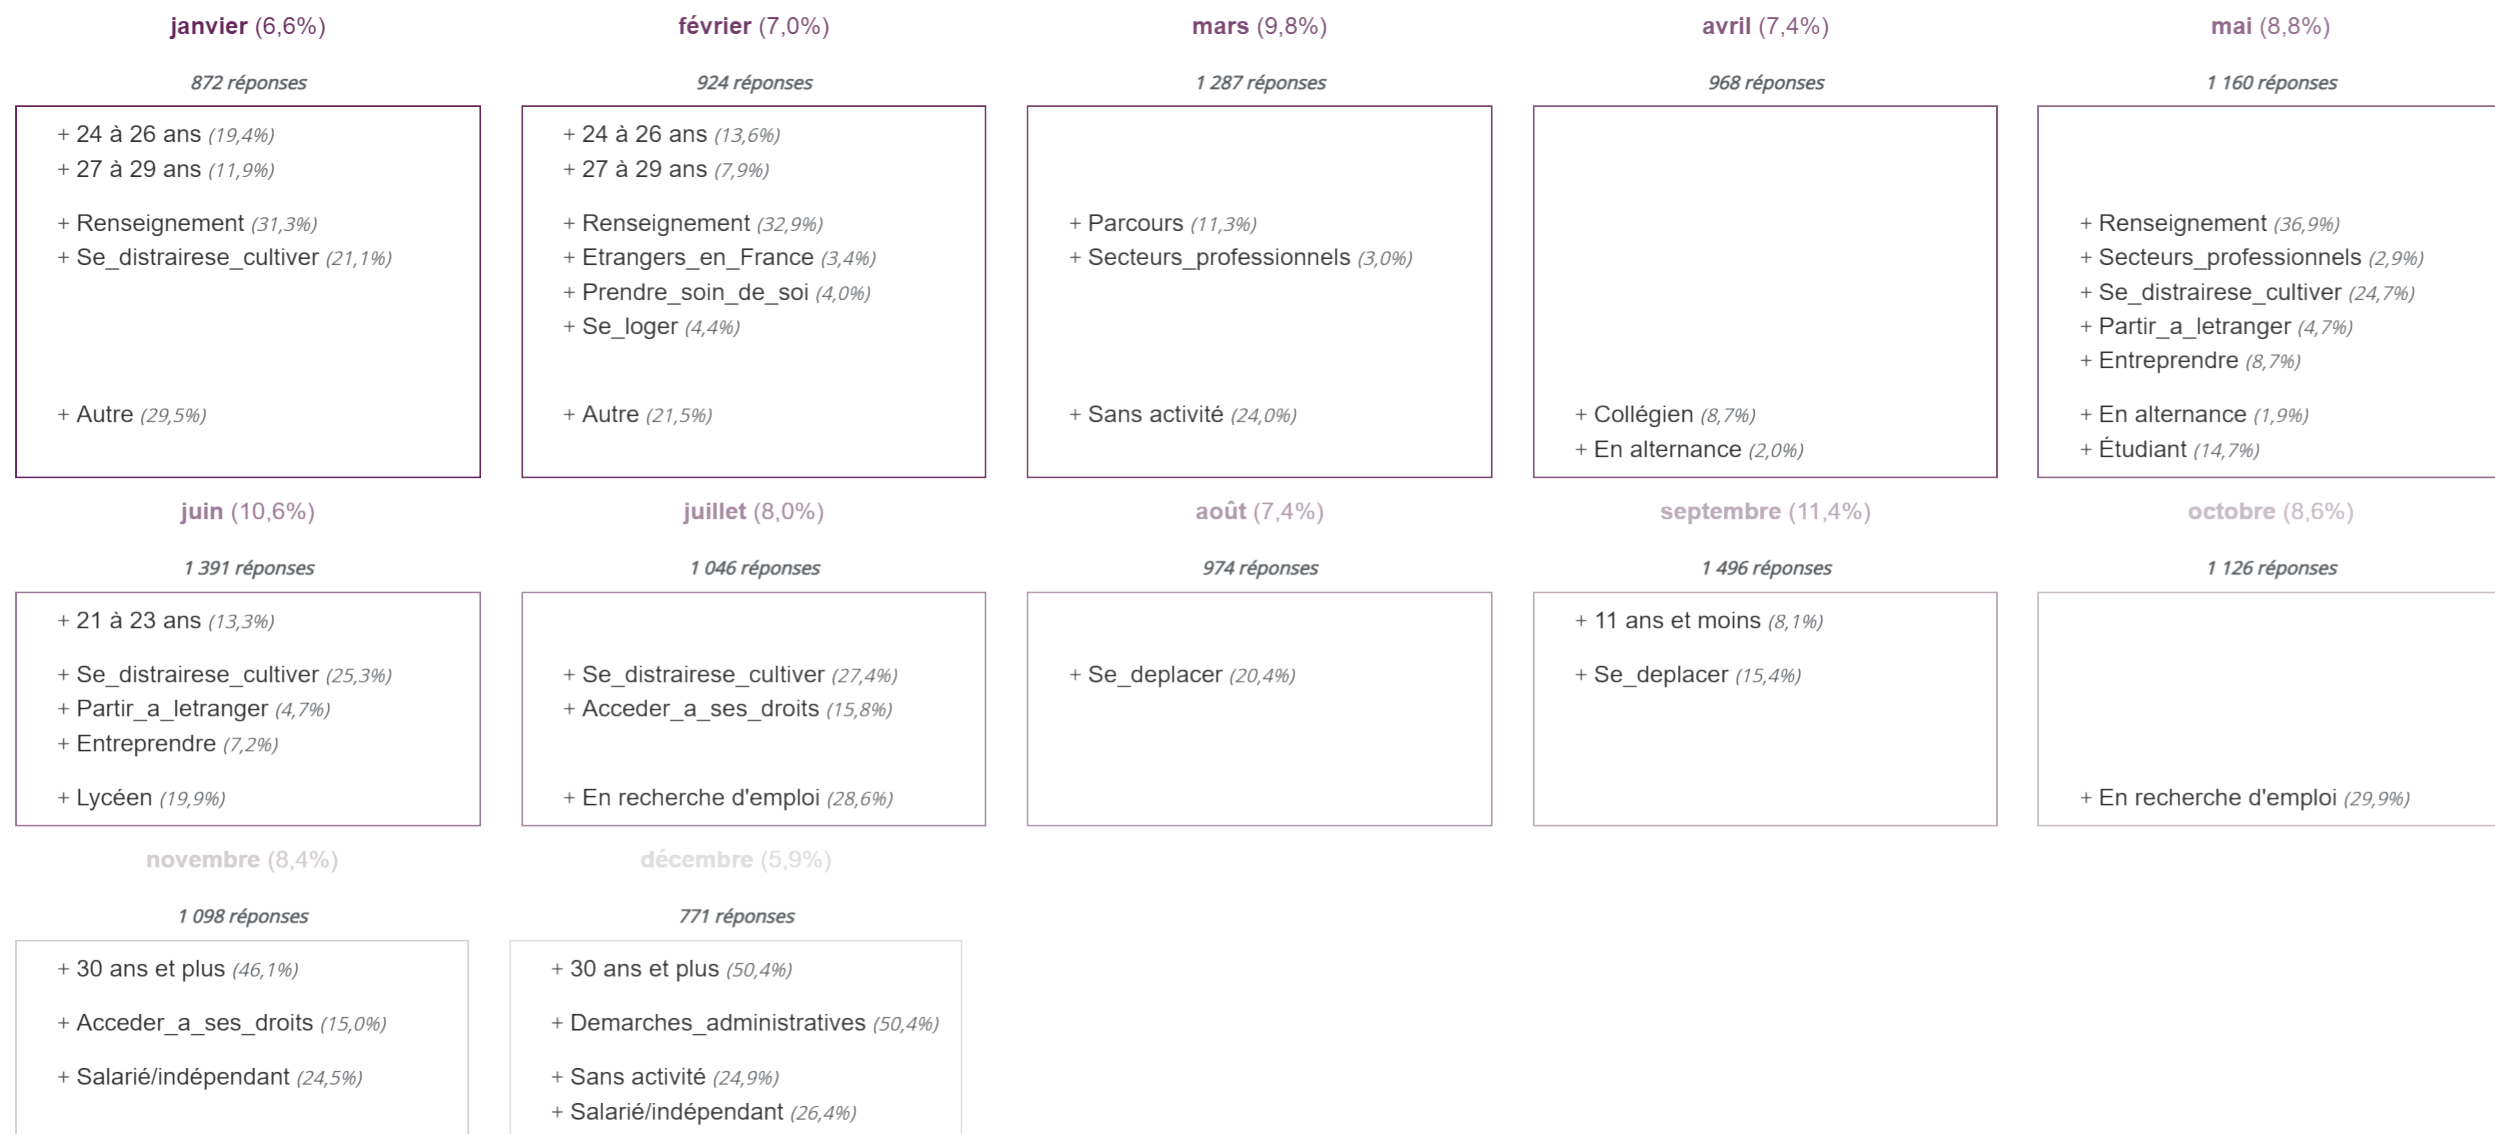 janvier (6,6%)
872 réponses
+ 24 à 26 ans (19,4%)
+ 27 à 29 ans (11,9%)
+ Renseignement (31,3%)
+ Se_distrairese_cultiver (21,1%)
+ Autre (29,5%)
février (7,0%)
924 réponses
+ 24 à 26 ans (13,6%)
+ 27 à 29 ans (7,9%)
+ Renseignement (32,9%)
+ Etrangers_en_France (3,4%)
+ Prendre_soin_de_soi (4,0%)
+ Se_loger (4,4%)
+ Autre (21,5%)
mars (9,8%)
1 287 réponses
+ Parcours (11,3%)
+ Secteurs_professionnels (3,0%)
+ Sans activité (24,0%)
avril (7,4%)
968 réponses
+ Collégien (8,7%)
+ En alternance (2,0%)
mai (8,8%)
1 160 réponses
+ Renseignement (36,9%)
+ Secteurs_professionnels (2,9%)
+ Se_distrairese_cultiver (24,7%)
+ Partir_a_letranger (4,7%)
+ Entreprendre (8,7%)
+ En alternance (1,9%)
+ Étudiant (14,7%)
juin (10,6%)
1 391 réponses
+ 21 à 23 ans (13,3%)
+ Se_distrairese_cultiver (25,3%)
+ Partir_a_letranger (4,7%)
+ Entreprendre (7,2%)
+ Lycéen (19,9%)
juillet (8,0%)
1 046 réponses
+ Se_distrairese_cultiver (27,4%)
+ Acceder_a_ses_droits (15,8%)
+ En recherche d'emploi (28,6%)
août (7,4%)
974 réponses
+ Se_deplacer (20,4%)
septembre (11,4%)
1 496 réponses
+ 11 ans et moins (8,1%)
+ Se_deplacer (15,4%)
octobre (8,6%)
1 126 réponses
+ En recherche d'emploi (29,9%)
novembre (8,4%)
1 098 réponses
+ 30 ans et plus (46,1%)
+ Acceder_a_ses_droits (15,0%)
+ Salarié/indépendant (24,5%)
décembre (5,9%)
771 réponses
+ 30 ans et plus (50,4%)
+ Demarches_administratives (50,4%)
+ Sans activité (24,9%)
+ Salarié/indépendant (26,4%)